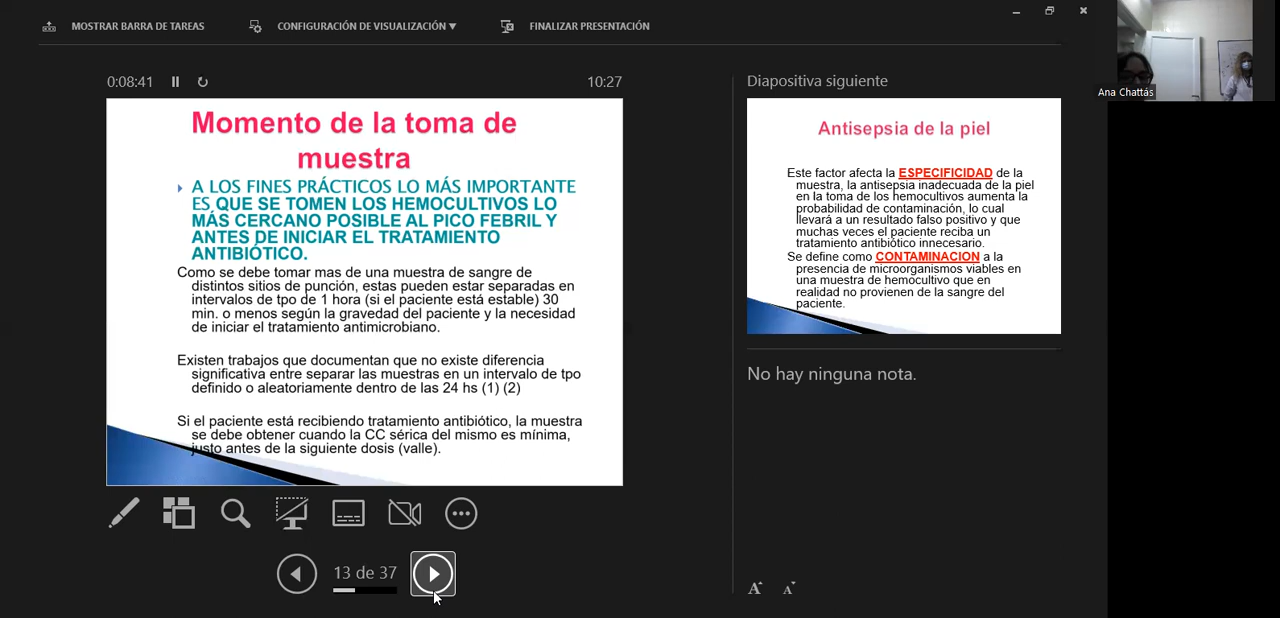 MOSTRAR BARRA DE TAREAS
CONFIGURACIÓN DE VISUALIZACIÓN ▼
FINALIZAR PRESENTACIÓN
Ana Chattás
0:08:41
10:27
Momento de la toma de
muestra
A LOS FINES PRÁCTICOS LO MÁS IMPORTANTE
ES QUE SE TOMEN LOS HEMOCULTIVOS LO
MÁS CERCANO POSIBLE AL PICO FEBRIL Y
ANTES DE INICIAR EL TRATAMIENTO
ANTIBIÓTICO.
Como se debe tomar mas de una muestra de sangre de
distintos sitios de punción, estas pueden estar separadas en
intervalos de tpo de 1 hora (si el paciente está estable) 30
min. o menos según la gravedad del paciente y la necesidad
de iniciar el tratamiento antimicrobiano.
Existen trabajos que documentan que no existe diferencia
significativa entre separar las muestras en un intervalo de tpo
definido o aleatoriamente dentro de las 24 hs (1) (2)
Si el paciente está recibiendo tratamiento antibiótico, la muestra
se debe obtener cuando la CC sérica del mismo es mínima,
justo antes de la siguiente dosis (valle).
13 de 37
Diapositiva siguiente
Antisepsia de la piel
Este factor afecta la ESPECIFICIDAD de la
muestra, la antisepsia inadecuada de la piel
en la toma de los hemocultivos aumenta la
probabilidad de contaminación, lo cual
llevará a un resultado falso positivo y que
muchas veces el paciente reciba un
tratamiento antibiótico innecesario.
Se define como CONTAMINACION a la
presencia de microorganismos viables en
una muestra de hemocultivo que en
realidad no provienen de la sangre del
paciente.
No hay ninguna nota.
A A